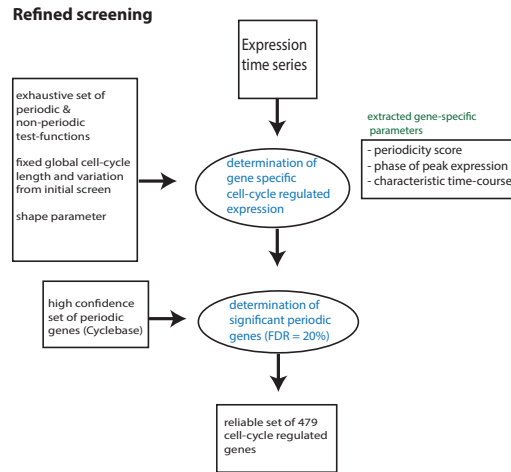 Refined screening
Expression
time series
exhaustive set of
periodic &
non-periodic
test-functions
fixed global cell-cycle
length and variation
from initial screen
shape parameter
determination of
gene specific
cell-cycle regulated
expression
extracted gene-specific
parameters
- periodicity score
- phase of peak expression
- characteristic time-course
high confidence
set of periodic
genes (Cyclebase)
determination of
significant periodic
genes (FDR = 20%)
reliable set of 479
cell-cycle regulated
genes